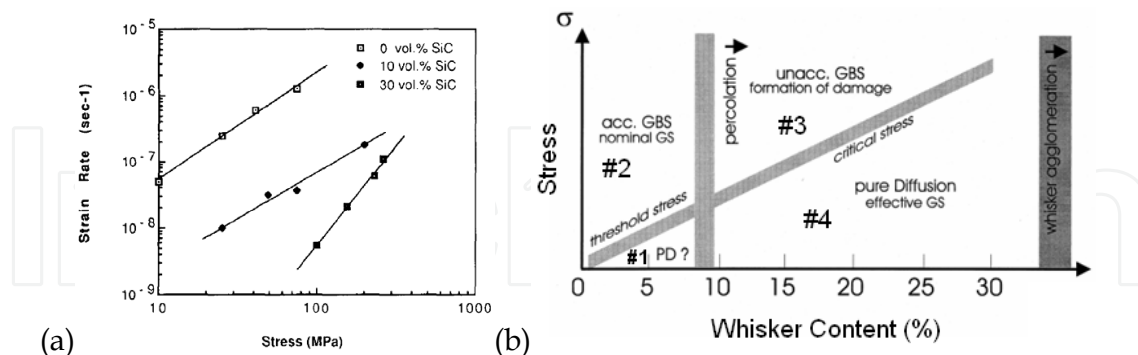 10⁻⁵
10⁻⁶
10⁻⁷
10⁻⁸
10⁻⁹
Strain Rate (sec-1)
0 vol.% SiC
10 vol.% SiC
30 vol.% SiC
10
100
1000
Stress (MPa)
(a)
σ
Stress
acc. GBS
nominal GS
#2
threshold stress
#1 PD ?
percolation
unacc. GBS
formation of damage
#3
critical stress
pure Diffusion
effective GS
#4
whisker agglomeration
0 5 10 15 20 25 30
Whisker Content (%)
(b)